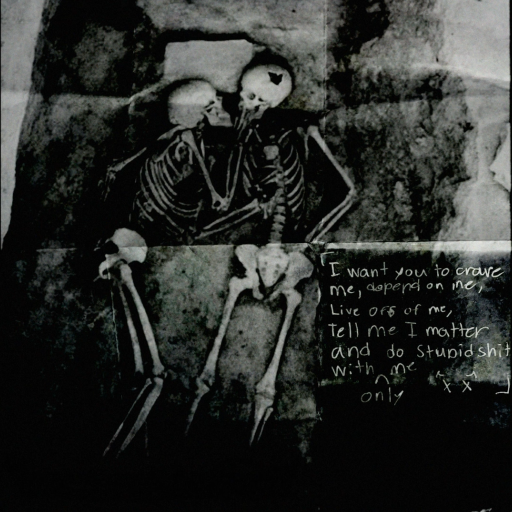 I want you to crave
me, depend on me,
Live off of me,
Tell me I matter
and do stupid shit
with me
only